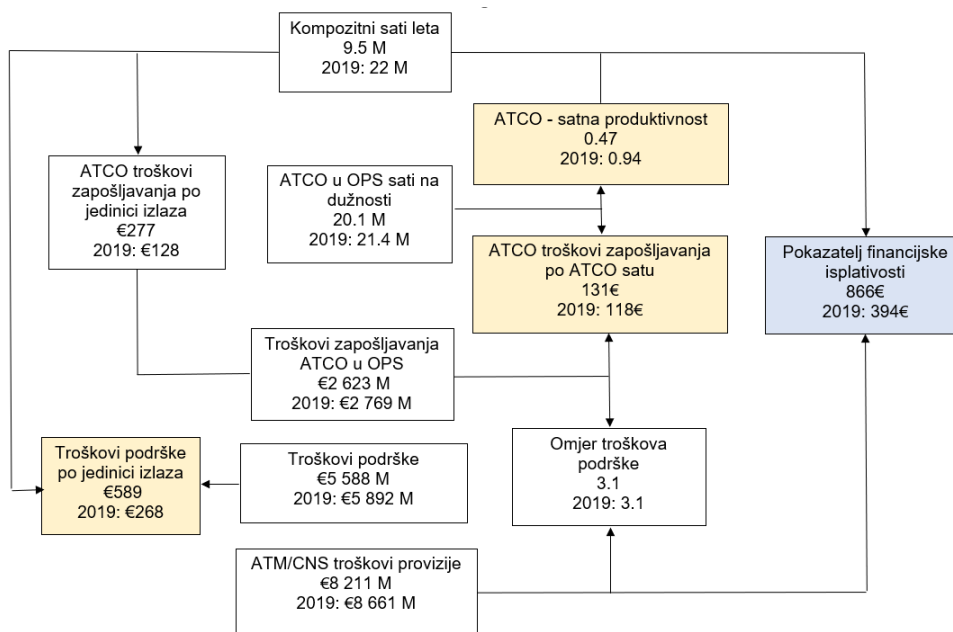 Kompozitni sati leta
9.5 M
2019: 22 M
ATCO - satna produktivnost
0.47
2019: 0.94
ATCO troškovi
zapošljavanja po
jedinici izlaza
€277
2019: €128
ATCO u OPS sati na
dužnosti
20.1 M
2019: 21.4 M
ATCO troškovi zapošljavanja
po ATCO satu
131€
2019: 118€
Pokazatelj financijske
isplativosti
866€
2019: 394€
Troškovi zapošljavanja
ATCO u OPS
€2 623 M
2019: €2 769 M
Troškovi podrške
po jedinici izlaza
€589
2019: €268
Troškovi podrške
€5 588 M
2019: €5 892 M
Omjer troškova
podrške
3.1
2019: 3.1
ATM/CNS troškovi provizije
€8 211 M
2019: €8 661 M